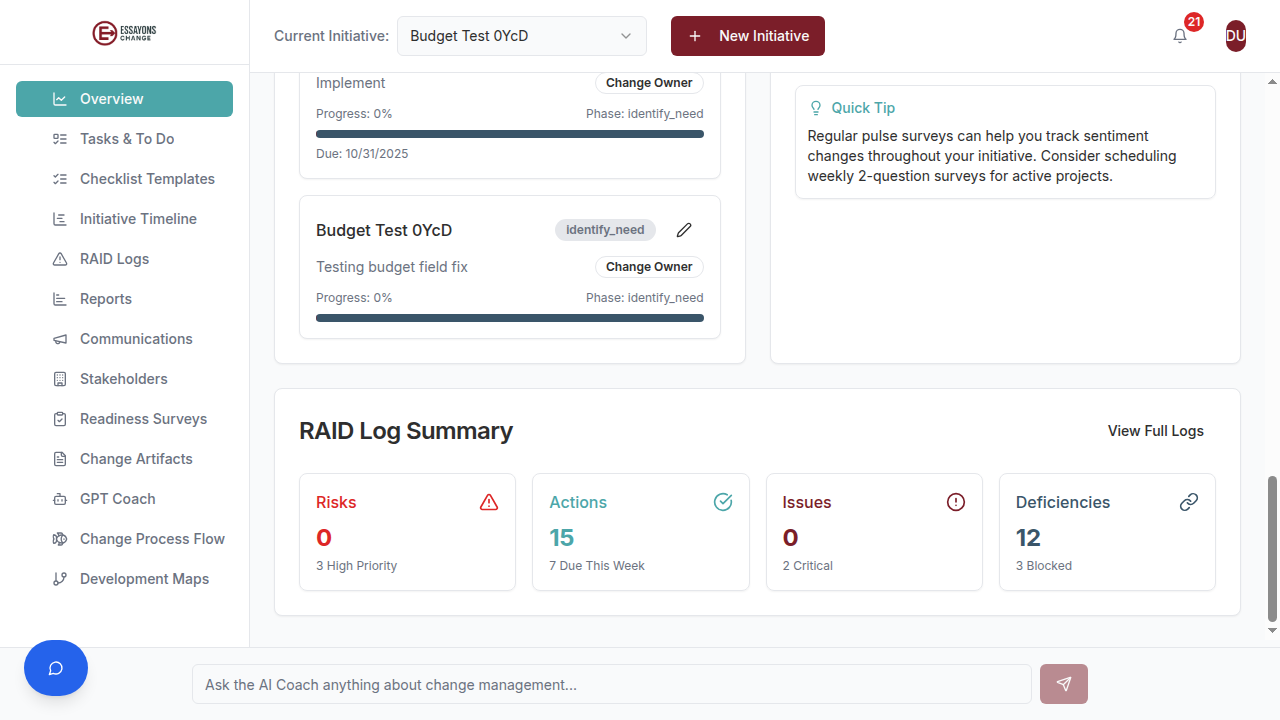 ESSAYONS
CHANGE
Current Initiative:
Budget Test 0YcD
New Initiative
21
DU
Overview
Tasks & To Do
Checklist Templates
Initiative Timeline
RAID Logs
Reports
Communications
Stakeholders
Readiness Surveys
Change Artifacts
GPT Coach
Change Process Flow
Development Maps
Implement
Change Owner
Progress: 0%
Phase: identify_need
Due: 10/31/2025
Budget Test 0YcD
identify_need
Testing budget field fix
Change Owner
Progress: 0%
Phase: identify_need
Quick Tip
Regular pulse surveys can help you track sentiment
changes throughout your initiative. Consider scheduling
weekly 2-question surveys for active projects.
RAID Log Summary
View Full Logs
Risks
0
3 High Priority
Actions
15
7 Due This Week
Issues
0
2 Critical
Deficiencies
12
3 Blocked
Ask the AI Coach anything about change management...